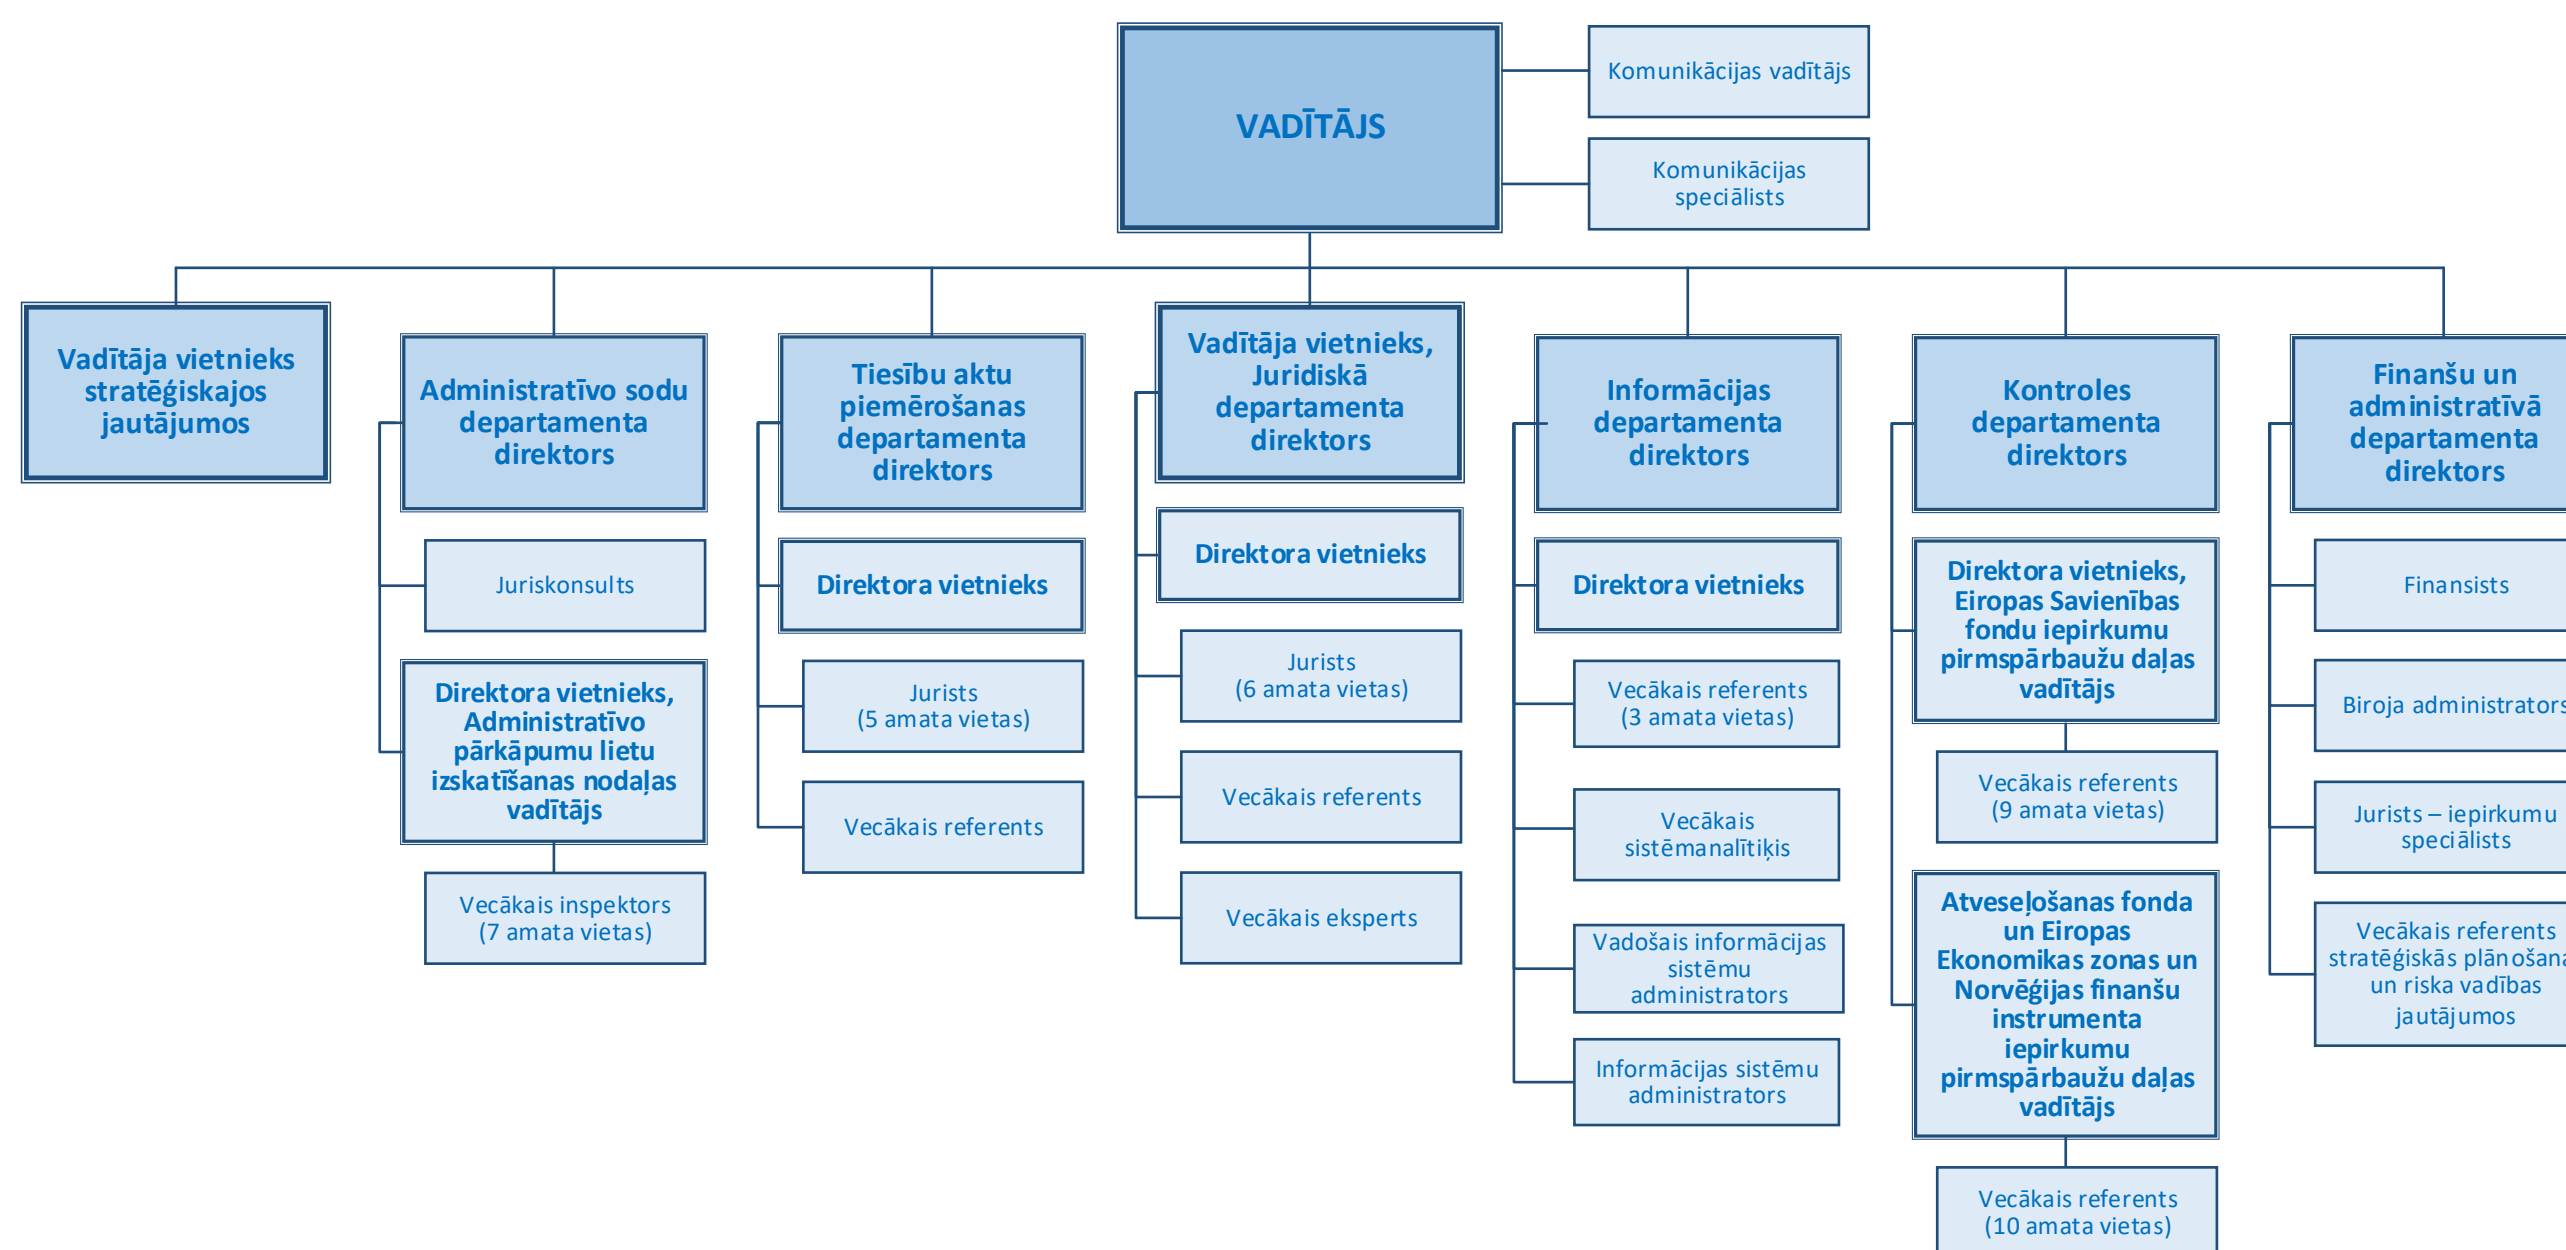 VADĪTĀJS
Komunikācijas vadītājs
Komunikācijas
speciālists
Vadītāja vietnieks
stratēģiskajos
jautājumos
Administratīvo sodu
departamenta
direktors
Juriskonsults
Direktora vietnieks,
Administratīvo
pārkāpumu lietu
izskatīšanas nodaļas
vadītājs
Vecākais inspektors
(7 amata vietas)
Tiesību aktu
piemērošanas
departamenta
direktors
Direktora vietnieks
Jurists
(5 amata vietas)
Vecākais referents
Vadītāja vietnieks,
Juridiskā
departamenta
direktors
Direktora vietnieks
Jurists
(6 amata vietas)
Vecākais referents
Vecākais eksperts
Informācijas
departamenta
direktors
Direktora vietnieks
Vecākais referents
(3 amata vietas)
Vecākais
sistēmanalītiķis
Vadošais informācijas
sistēmu
administrators
Informācijas sistēmu
administrators
Kontroles
departamenta
direktors
Direktora vietnieks,
Eiropas Savienības
fondu iepirkumu
pirmspārbaužu daļas
vadītājs
Vecākais referents
(9 amata vietas)
Atveseļošanas fonda
un Eiropas
Ekonomikas zonas un
Norvēģijas finanšu
instrumenta
iepirkumu
pirmspārbaužu daļas
vadītājs
Vecākais referents
(10 amata vietas)
Finanšu un
administratīvā
departamenta
direktors
Finansists
Biroja administrators
Jurists – iepirkumu
speciālists
Vecākais referents
stratēģiskās
un riska vadības
jautājumos